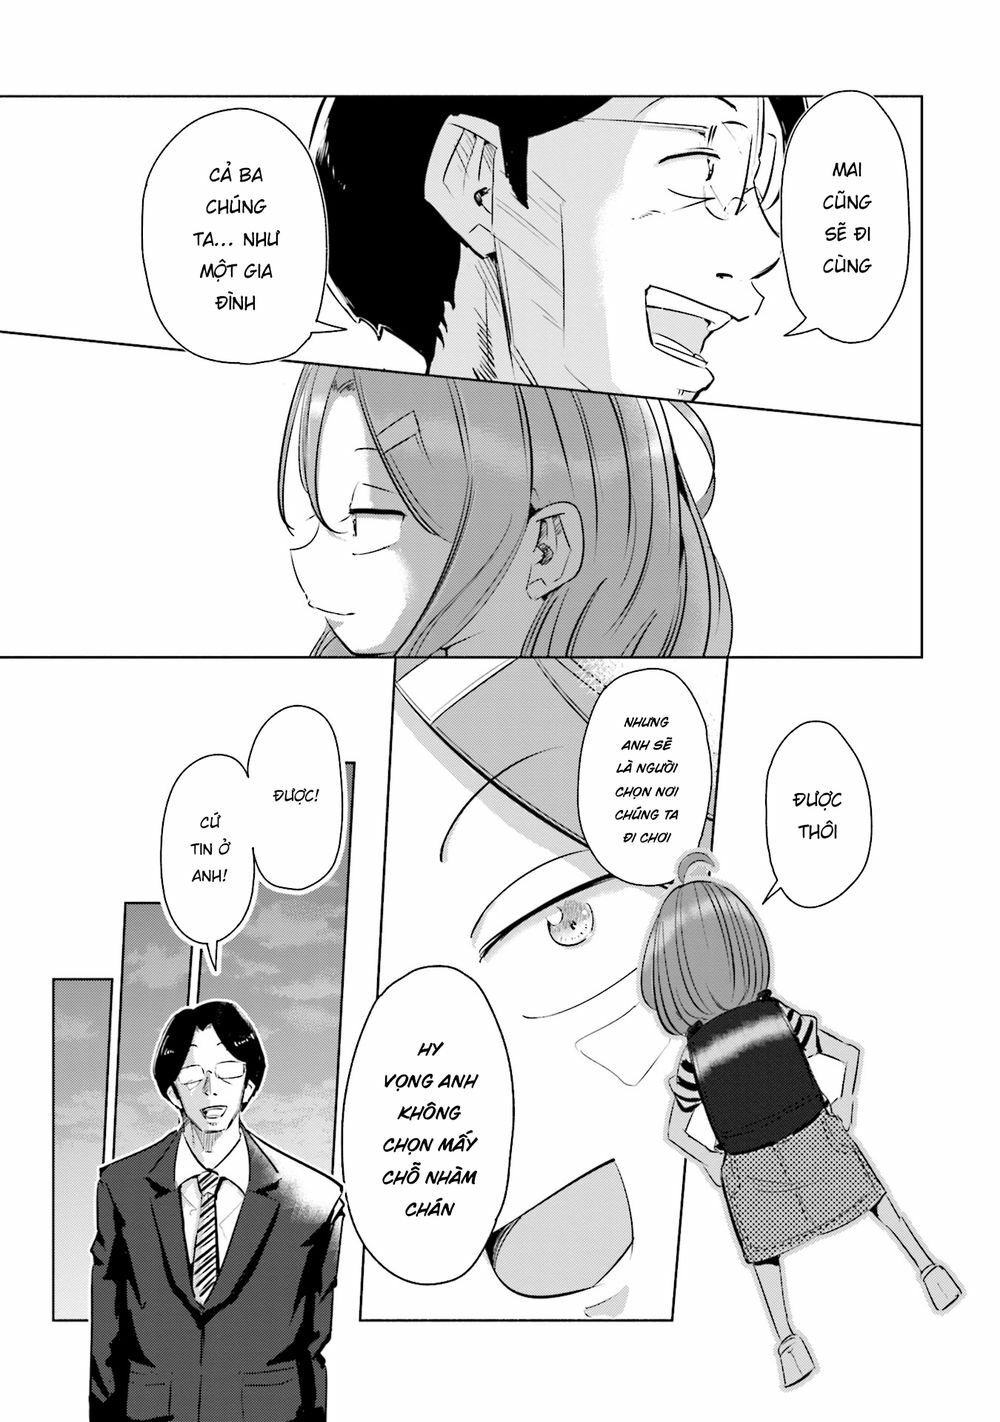 MAI
CŨNG
SẼ ĐI
CÙNG
CẢ BA
CHÚNG
TA... NHƯ
MỘT GIA
ĐÌNH
ĐƯỢC
THÔI
NHƯNG
ANH SẼ
LÀ NGƯỜI
CHỌN NƠI
CHÚNG TA
ĐI CHƠI
HY
VỌNG ANH
KHÔNG
CHỌN MẤY
CHỖ NHÀM
CHÁN
ĐƯỢC!
CỨ
TIN Ở
ANH!